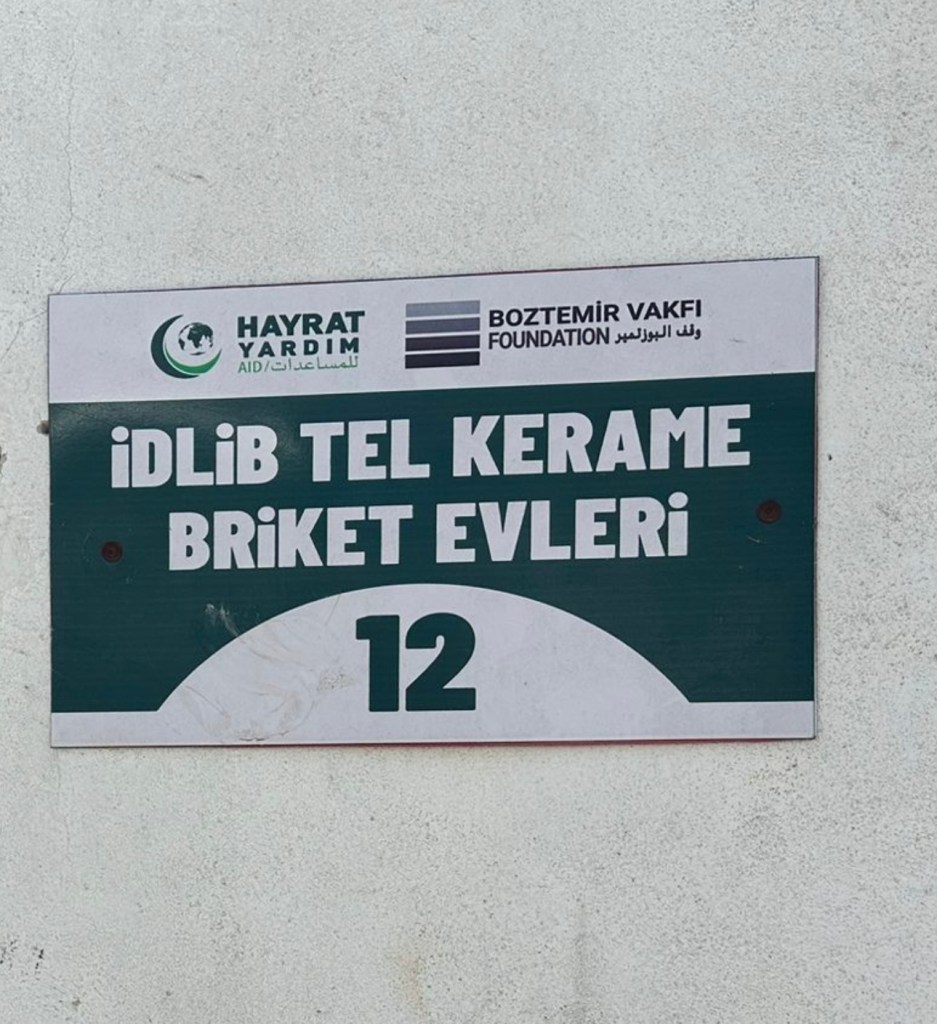 HAYRAT
YARDIM
AID/للمساعدات
BOZTEMİR VAKFI
FOUNDATION وقف البوزتمير
İDLİB TEL KERAME
BRİKET EVLERİ
12